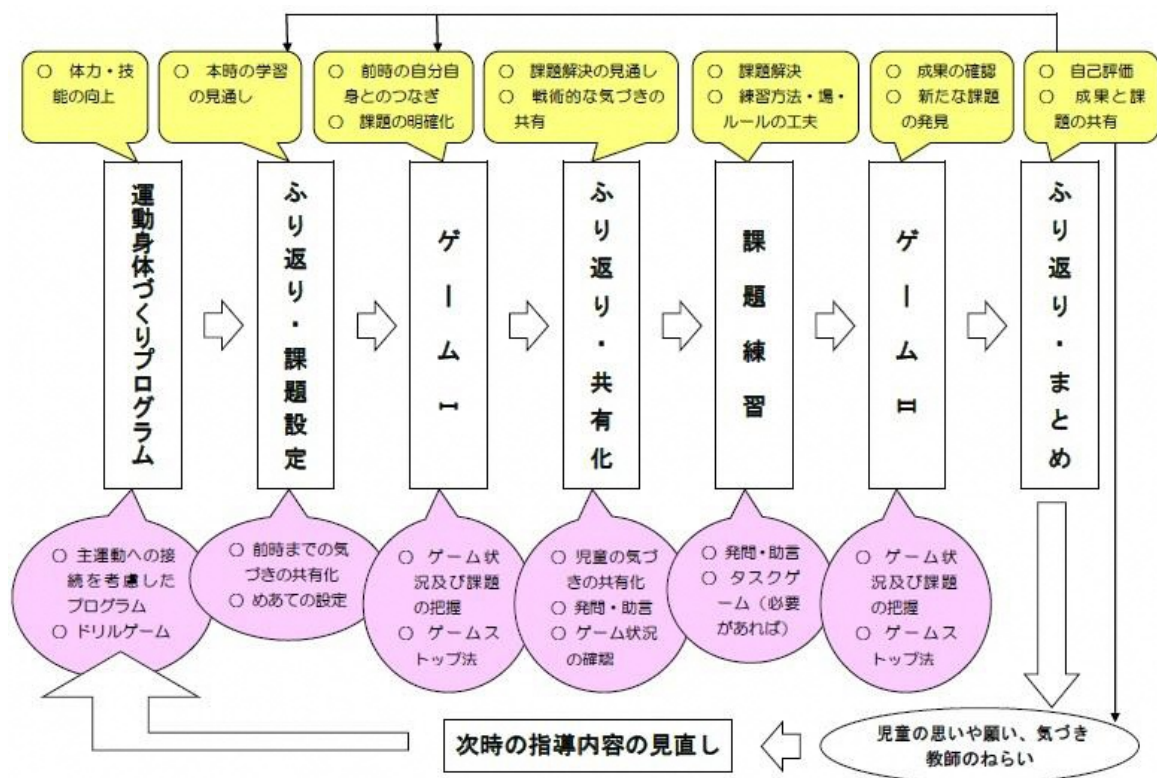 ○ 体力・技
能の向上
○ 本時の学習
の見通し
○ 前時の自分自
身とのつなぎ
○ 課題の明確化
○ 課題解決の見通し
○ 戦術的な気づきの
共有
○ 課題解決
○ 練習方法・場・
ルールの工夫
○ 成果の確認
○ 新たな課題
の発見
○ 自己評価
○ 成果と課
題の共有
運動身体づくりプログラム
ふり返り・課題設定
ゲームⅠ
ふり返り・共有化
課題練習
ゲームⅡ
ふり返り・まとめ
○ 主運動への接
続を考慮した
プログラム
○ ドリルゲーム
○ 前時までの気
づきの共有化
○ めあての設定
○ ゲーム状
況及び課題
の把握
○ ゲームス
トップ法
○ 児童の気づ
きの共有化
○ 発問・助言
○ ゲーム状況
の確認
○ 発問・助言
○ タスクゲ
ーム(必要
があれば)
○ ゲーム状
況及び課題
の把握
○ ゲームス
トップ法
次時の指導内容の見直し
児童の思いや願い、気づき
教師のねらい